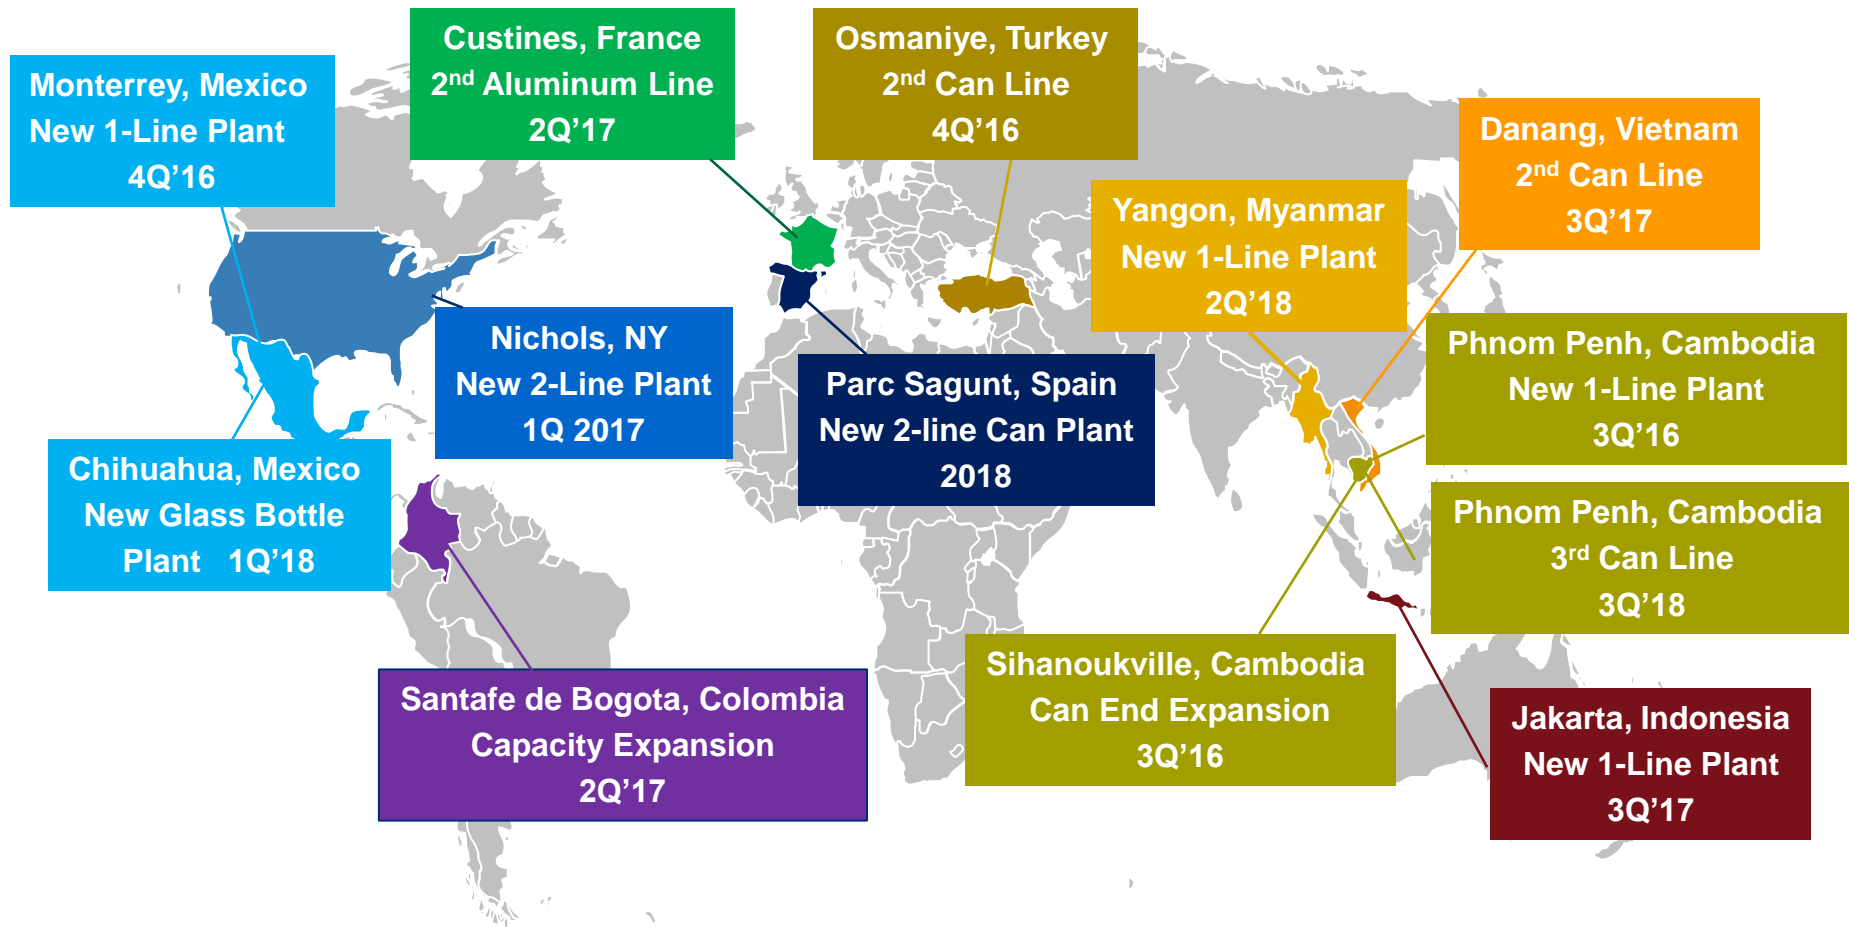 Custines, France
2nd Aluminum Line
2Q’17
Osmaniye, Turkey
2nd Can Line
4Q’16
Monterrey, Mexico
New 1-Line Plant
4Q’16
Danang, Vietnam
2nd Can Line
3Q’17
Yangon, Myanmar
New 1-Line Plant
2Q’18
Nichols, NY
New 2-Line Plant
1Q 2017
Phnom Penh, Cambodia
New 1-Line Plant
3Q’16
Parc Sagunt, Spain
New 2-line Can Plant
2018
Chihuahua, Mexico
New Glass Bottle
Plant 1Q’18
Phnom Penh, Cambodia
3rd Can Line
3Q’18
Sihanoukville, Cambodia
Can End Expansion
3Q’16
Santafe de Bogota, Colombia
Capacity Expansion
2Q’17
Jakarta, Indonesia
New 1-Line Plant
3Q’17